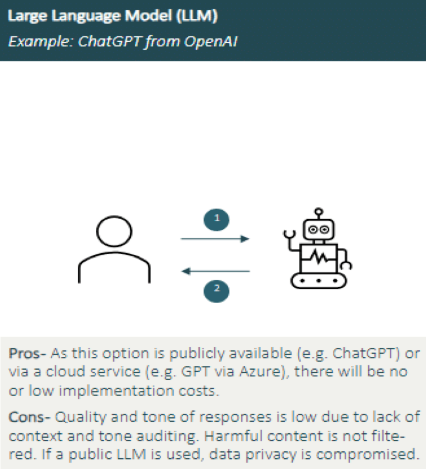 Large Language Model (LLM)
Example: ChatGPT from OpenAI
1
2
Pros- As this option is publicly available (e.g. ChatGPT) or
via a cloud service (e.g. GPT via Azure), there will be no
or low implementation costs.
Cons- Quality and tone of responses is low due to lack of
context and tone auditing. Harmful content is not filte-
red. If a public LLM is used, data privacy is compromised.